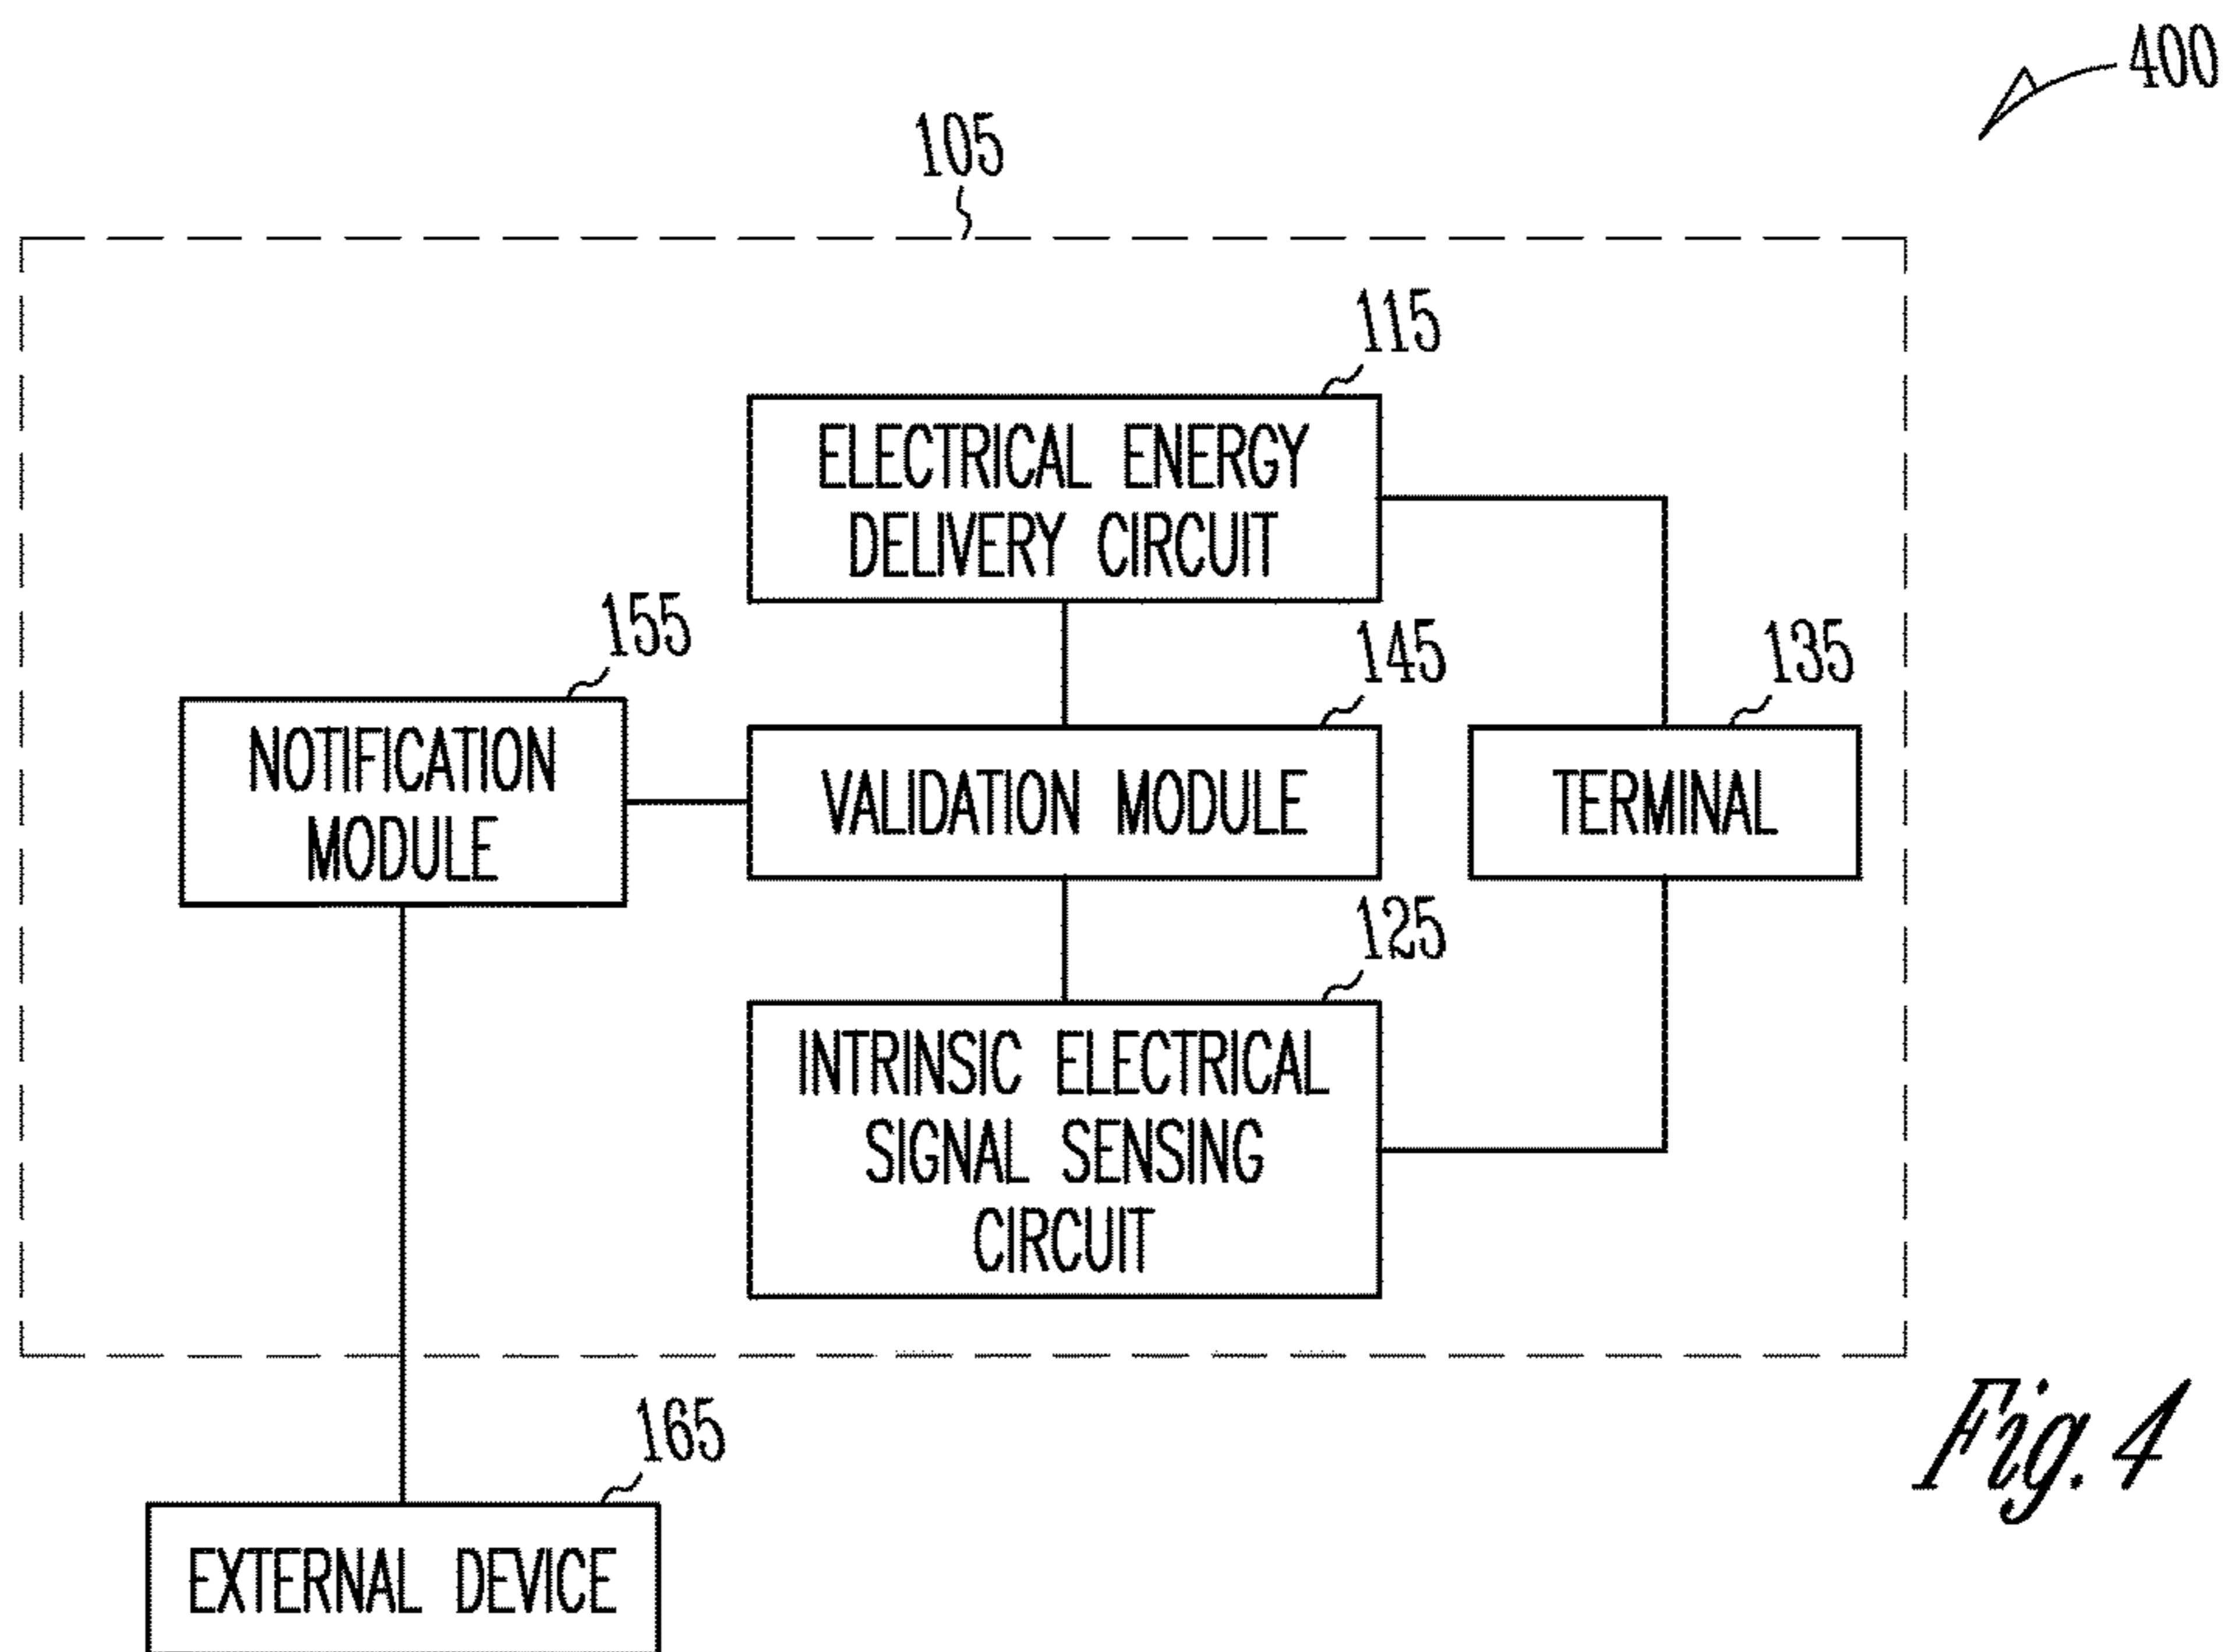 400
105
115
ELECTRICAL ENERGY
DELIVERY CIRCUIT
155
145
135
NOTIFICATION
MODULE
VALIDATION MODULE
TERMINAL
125
INTRINSIC ELECTRICAL
SIGNAL SENSING
CIRCUIT
165
EXTERNAL DEVICE
Fig. 4